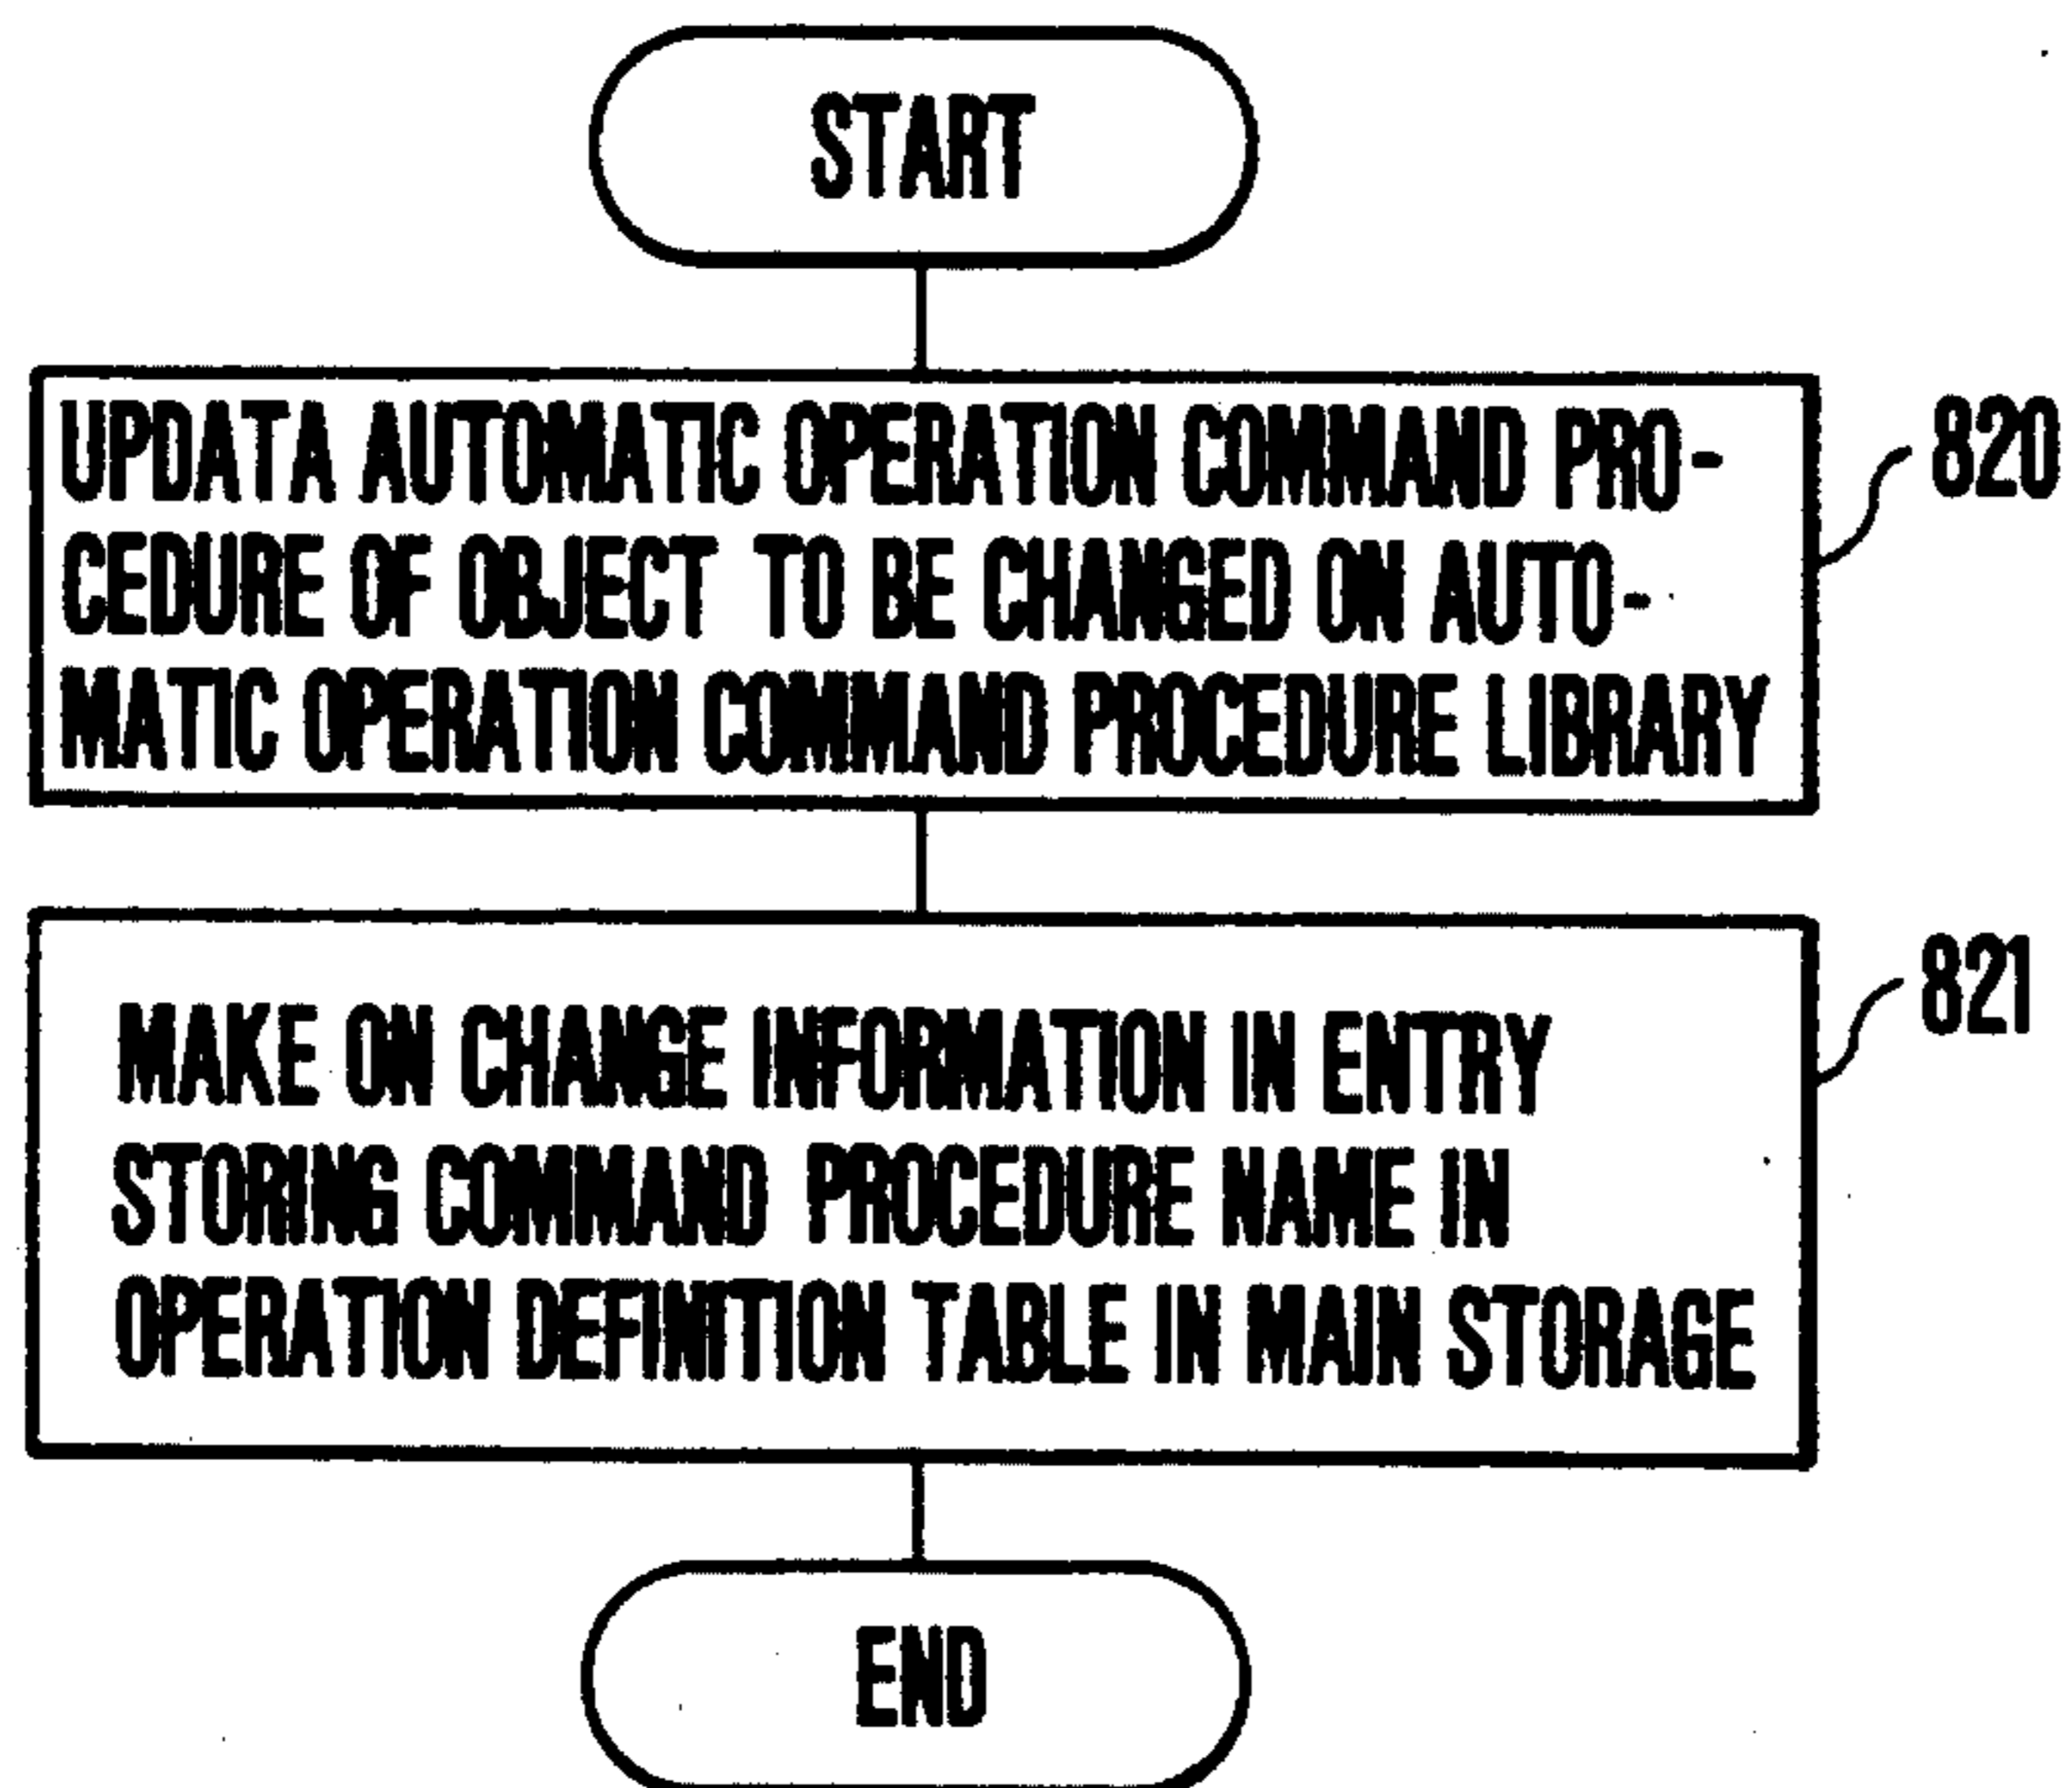 START
UPDATA AUTOMATIC OPERATION COMMAND PRO-
CEDURE OF OBJECT TO BE CHANGED ON AUTO-
MATIC OPERATION COMMAND PROCEDURE LIBRARY
820
MAKE ON CHANGE INFORMATION IN ENTRY
STORING COMMAND PROCEDURE NAME IN
OPERATION DEFINITION TABLE IN MAIN STORAGE
821
END